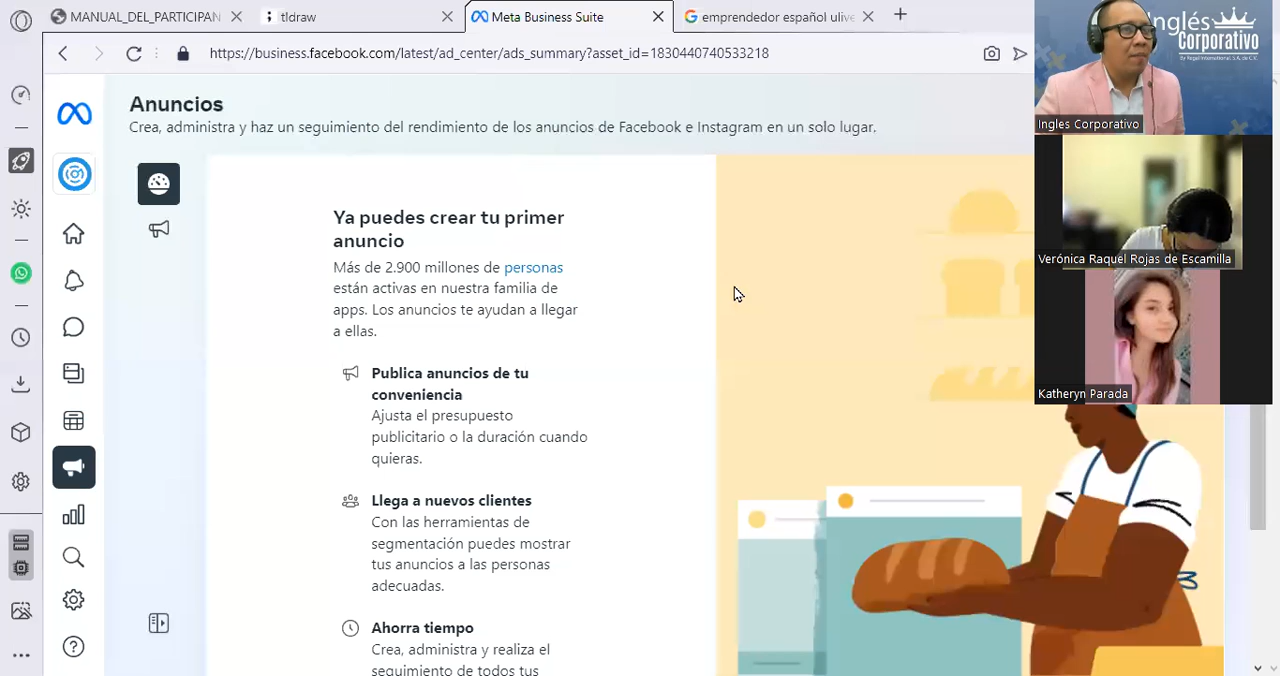 MANUAL_DEL_PARTICIPAN
tldraw
Meta Business Suite
emprendedor español ulive
https://business.facebook.com/latest/ad_center/ads_summary?asset_id=1830440740533218
Anuncios
Crea, administra y haz un seguimiento del rendimiento de los anuncios de Facebook e Instagram en un solo lugar.
Ya puedes crear tu primer
anuncio
Más de 2.900 millones de personas
están activas en nuestra familia de
apps. Los anuncios te ayudan a llegar
a ellas.
Publica anuncios de tu
conveniencia
Ajusta el presupuesto
publicitario o la duración cuando
quieras.
Llega a nuevos clientes
Con las herramientas de
segmentación puedes mostrar
tus anuncios a las personas
adecuadas.
Ahorra tiempo
Crea, administra y realiza el
seguimiento de todos tus
Inglés
Corporativo
By Regal International, S.A. de C.V.
Ingles Corporativo
Verónica Raquel Rojas de Escamilla
Katheryn Parada